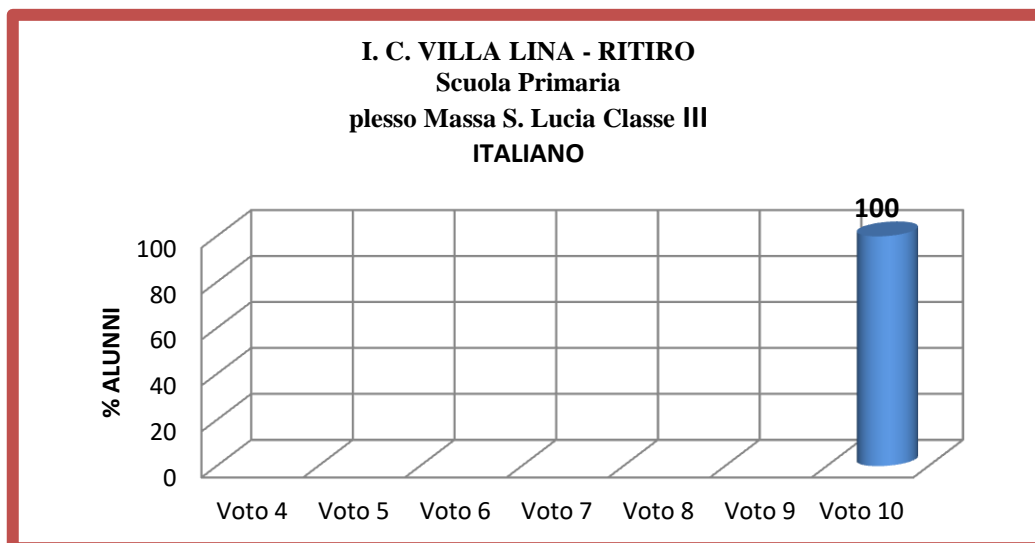 I. C. VILLA LINA - RITIRO
Scuola Primaria
plesso Massa S. Lucia Classe III
ITALIANO
100
100
80
60
40
20
0
% ALUNNI
Voto 4 Voto 5 Voto 6 Voto 7 Voto 8 Voto 9 Voto 10